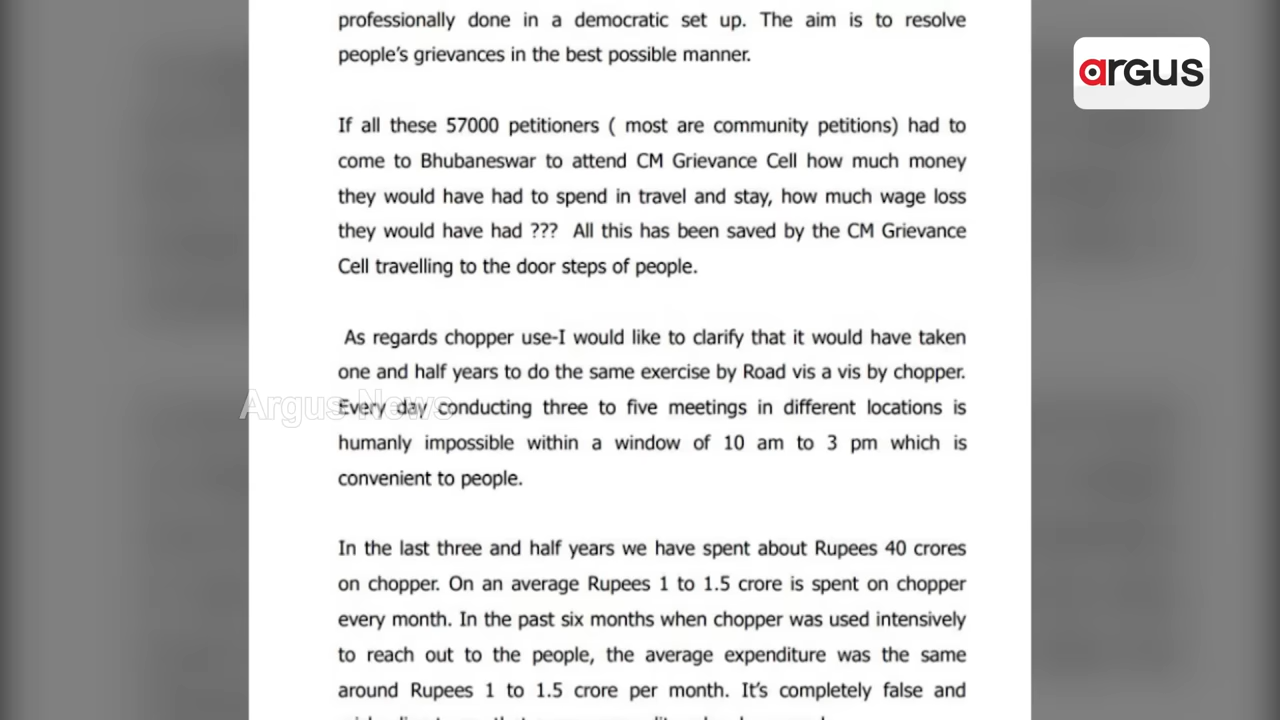 professionally done in a democratic set up. The aim is to resolve
people's grievances in the best possible manner.
argus
If all these 57000 petitioners ( most are community petitions) had to
come to Bhubaneswar to attend CM Grievance Cell how much money
they would have had to spend in travel and stay, how much wage loss
they would have had ??? All this has been saved by the CM Grievance
Cell travelling to the door steps of people.
As regards chopper use-I would like to clarify that it would have taken
one and half years to do the same exercise by Road vis a vis by chopper.
Argus News
Every day conducting three to five meetings in different locations is
humanly impossible within a window of 10 am to 3 pm which is
convenient to people.
In the last three and half years we have spent about Rupees 40 crores
on chopper. On an average Rupees 1 to 1.5 crore is spent on chopper
every month. In the past six months when chopper was used intensively
to reach out to the people, the average expenditure was the same
around Rupees 1 to 1.5 crore per month. It's completely false and